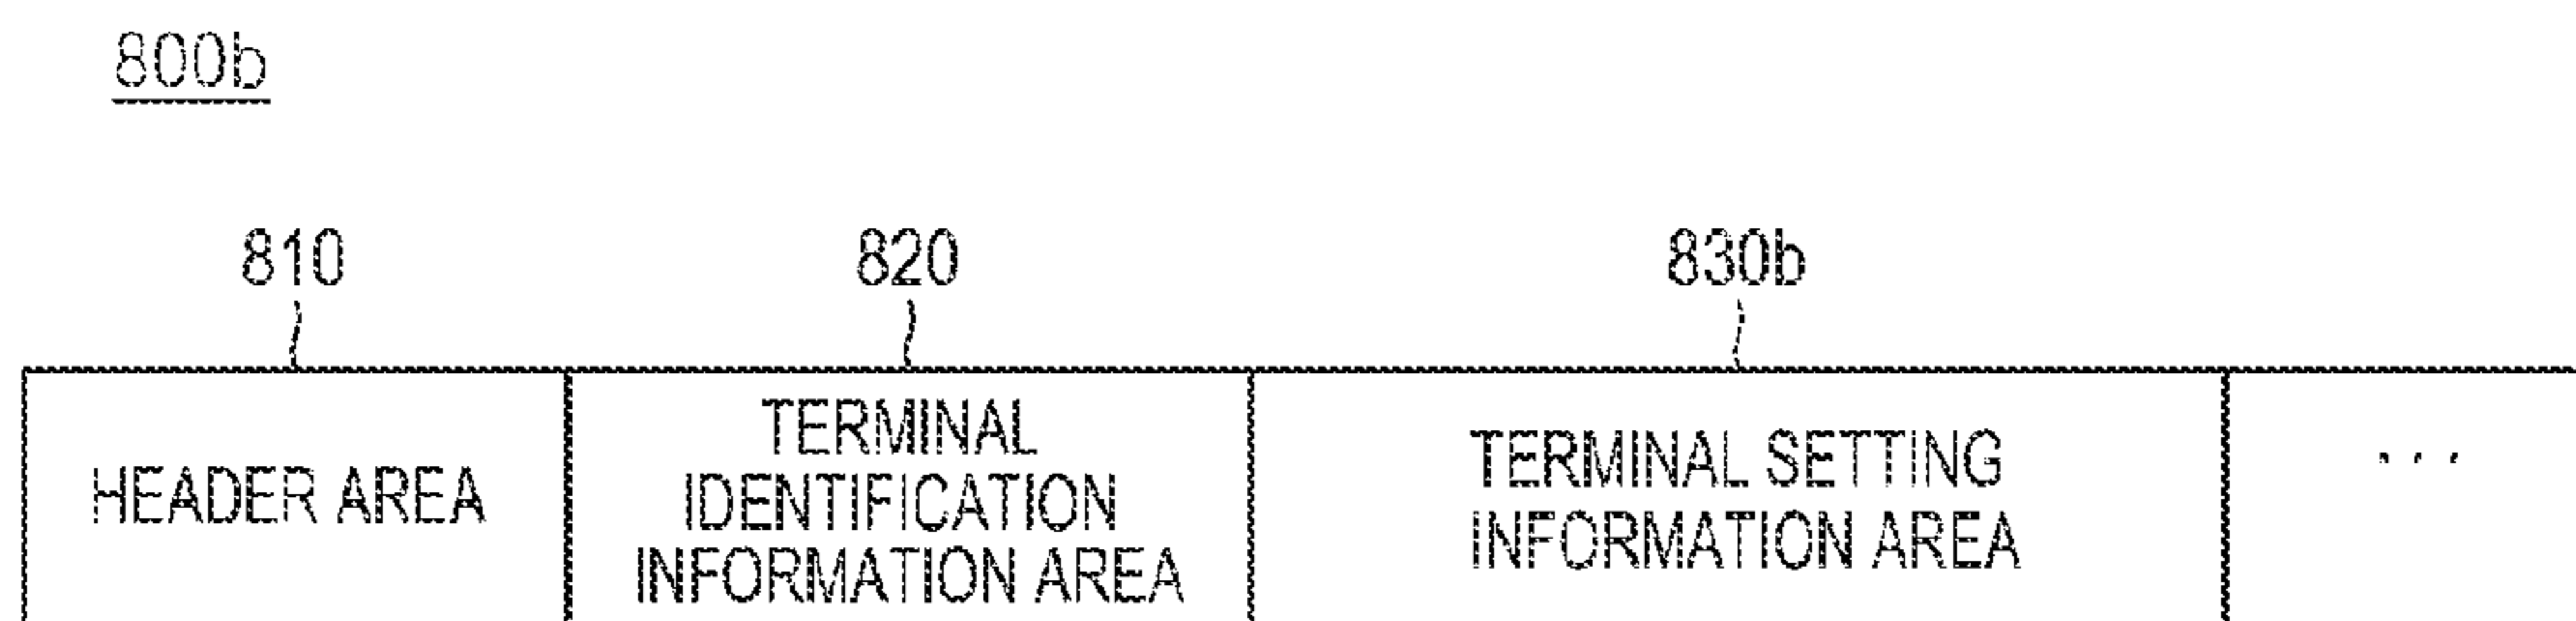 800b
810
820
830b
HEADER AREA
TERMINAL
IDENTIFICATION
INFORMATION AREA
TERMINAL SETTING
INFORMATION AREA
...